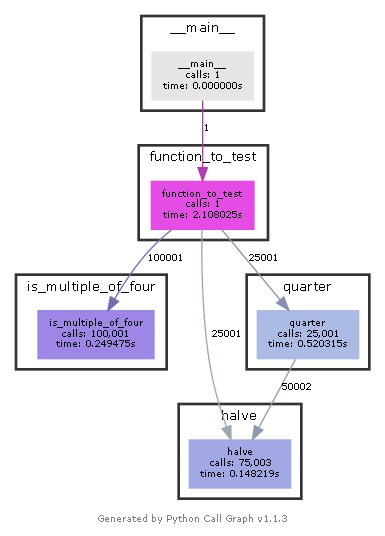 __main__
__main__
calls: 1
time: 0.000000s
1
function_to_test
function_to_test
calls: 1
time: 2.108025s
100001
25001
is_multiple_of_four
quarter
is_multiple_of_four
calls: 100,001
time: 0.249475s
25001
quarter
calls: 25,001
time: 0.520315s
50002
halve
halve
calls: 75,003
time: 0.148219s
Generated by Python Call Graph v1.1.3